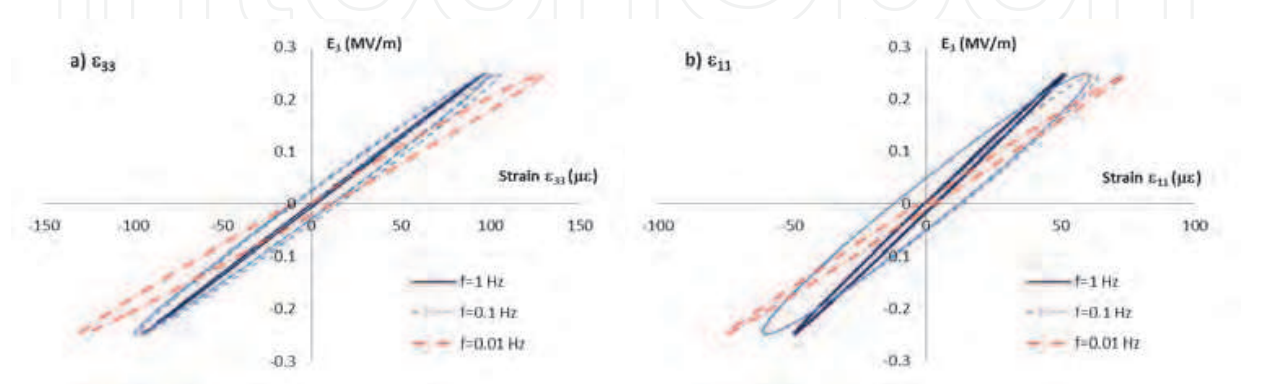 a) ε33
E3 (MV/m)
0.3
0.2
0.1
0
-0.1
-0.2
-0.3
-150
-100
-50
0
50
100
150
Strain ε33 (με)
f=1 Hz
f=0.1 Hz
f=0.01 Hz
b) ε11
E3 (MV/m)
0.3
0.2
0.1
0
-0.1
-0.2
-0.3
-100
-50
0
50
100
Strain ε11 (με)
f=1 Hz
f=0.1 Hz
f=0.01 Hz